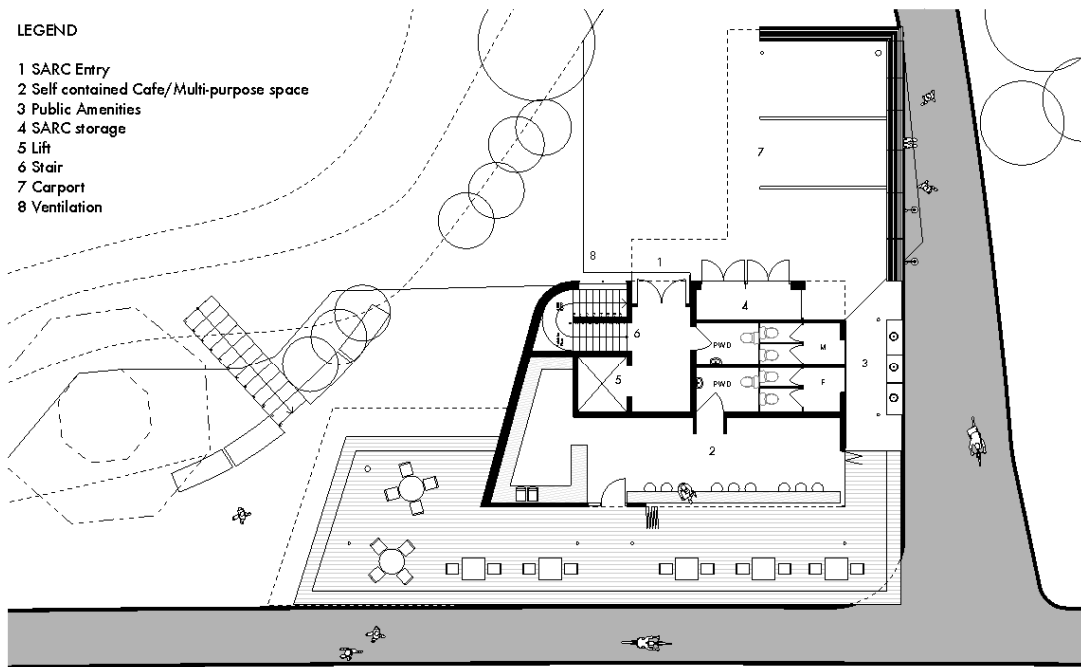 LEGEND
1 SARC Entry
2 Self contained Cafe/Multi-purpose space
3 Public Amenities
4 SARC storage
5 Lift
6 Stair
7 Carport
8 Ventilation
7
8
1
4
6
PWD
M
3
5
PWD
F
2